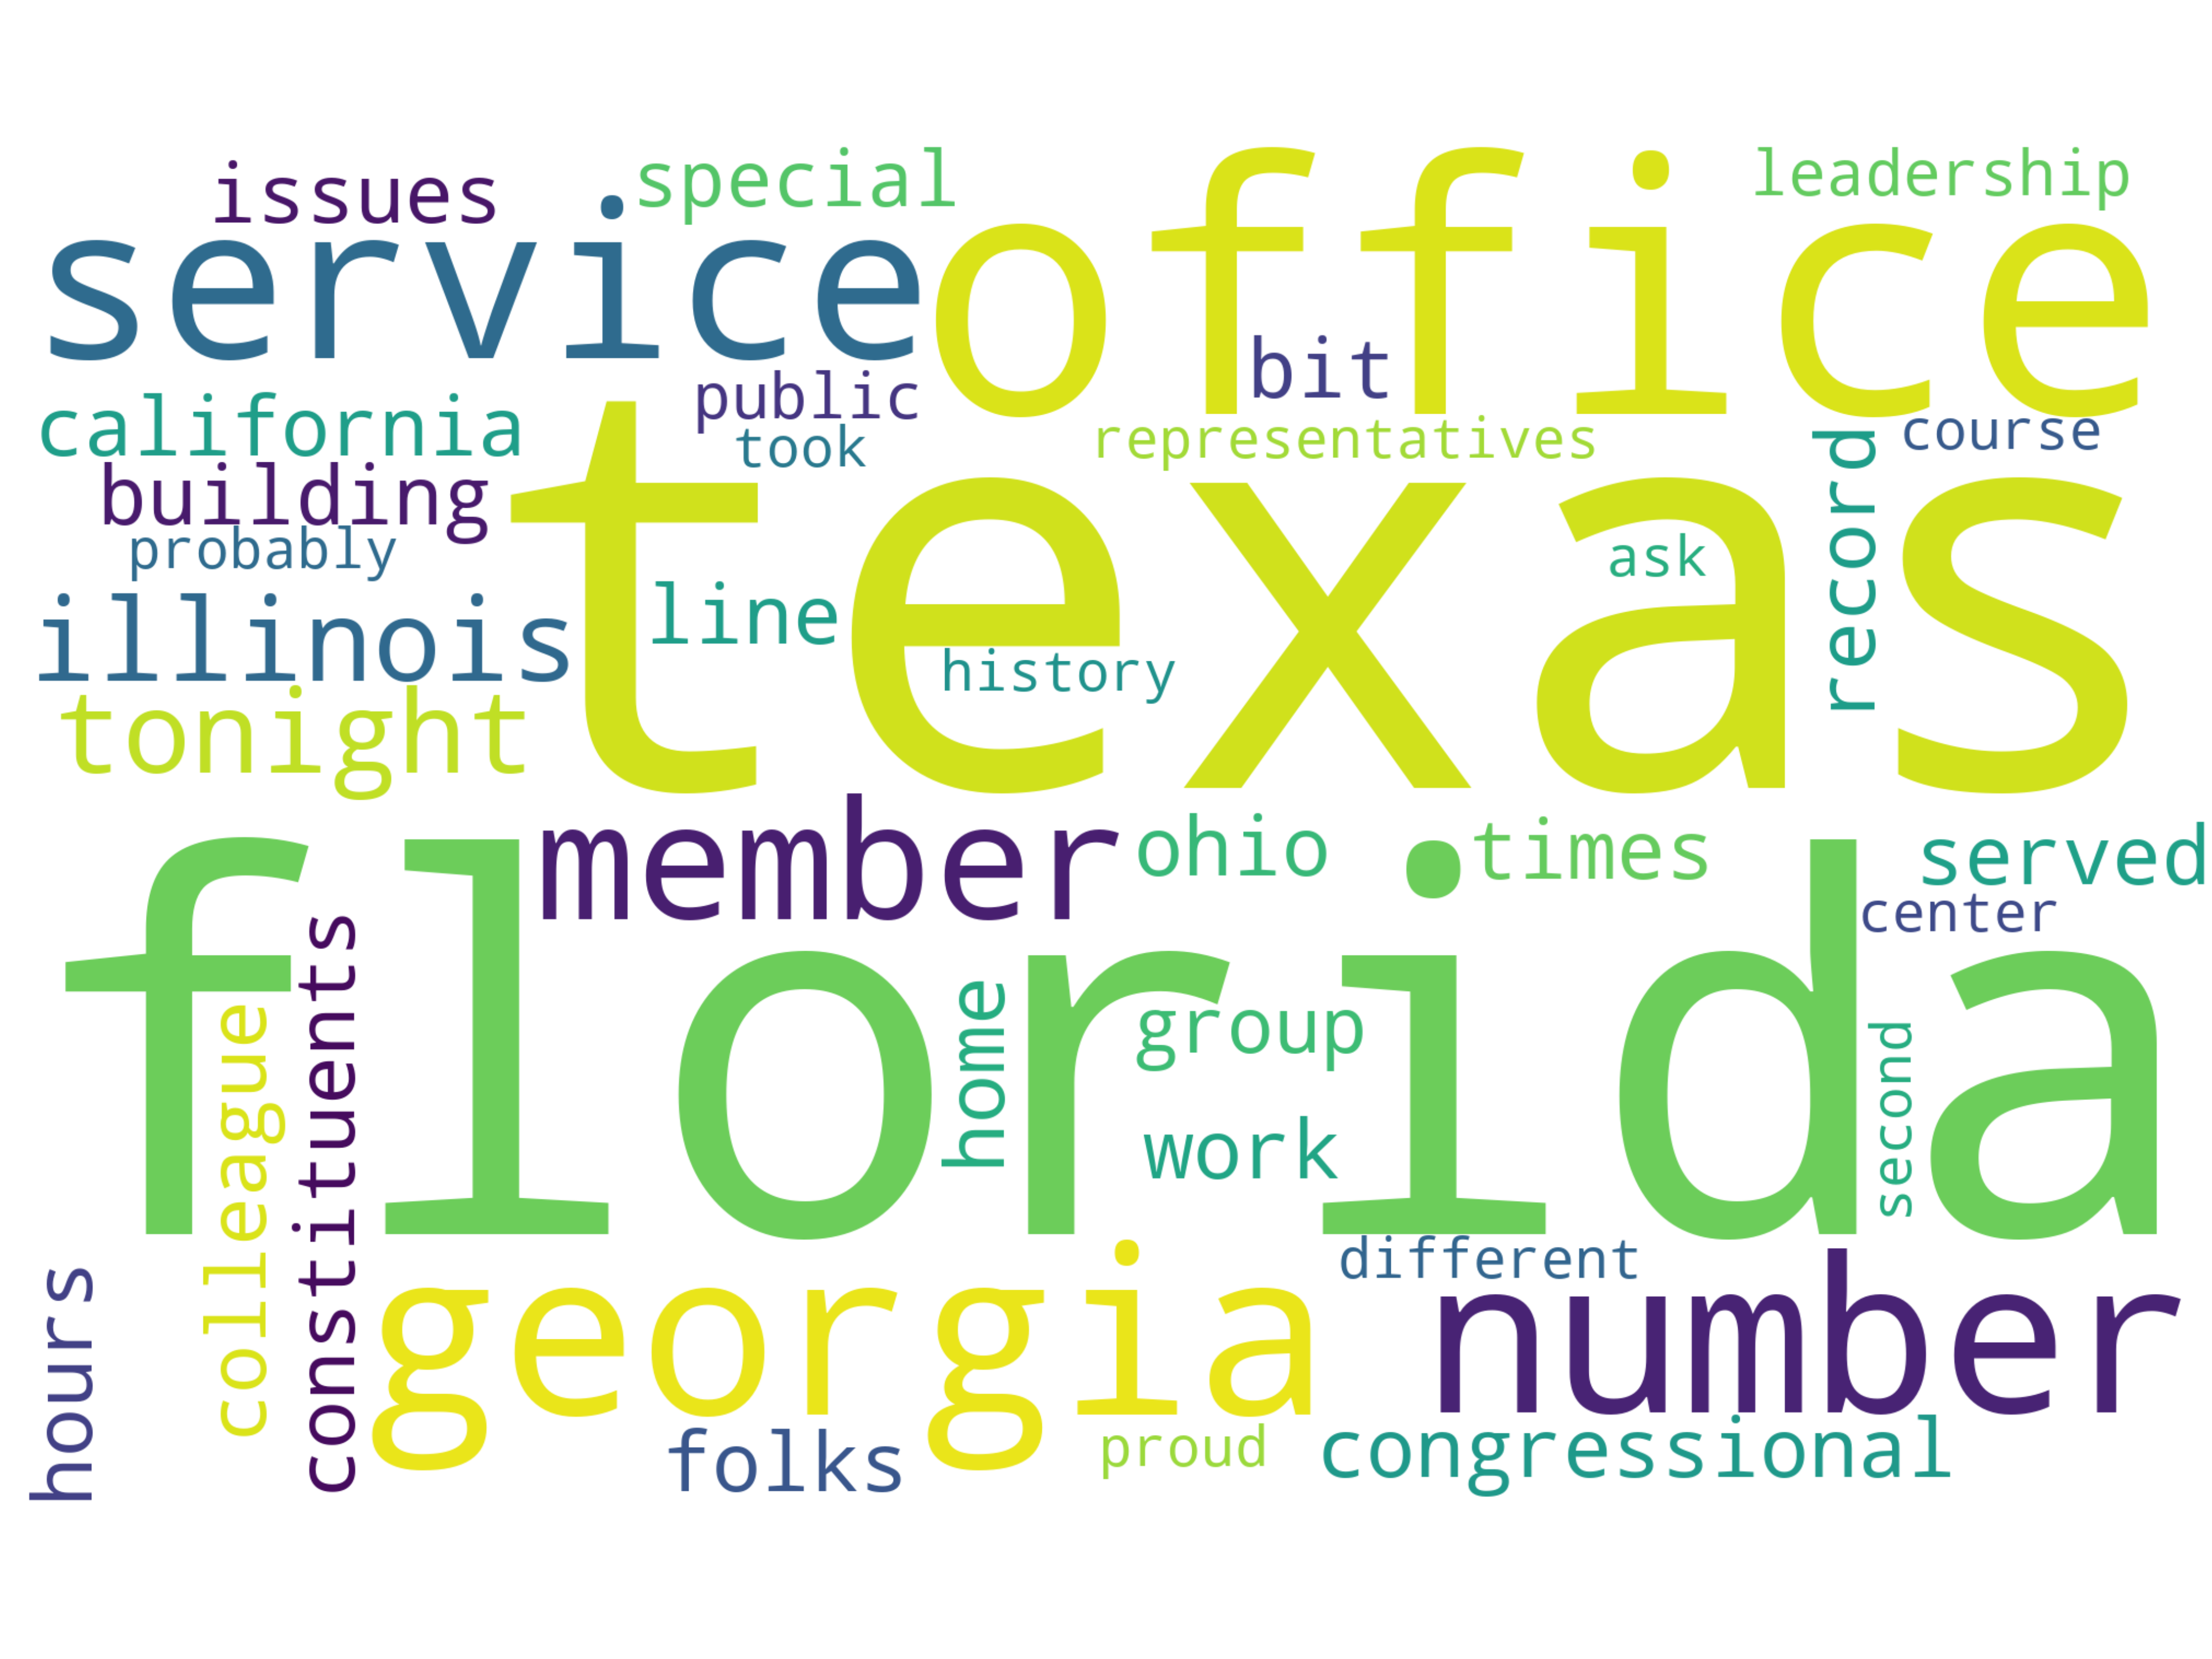 issues
special
leadership
service
office
bit
public
california
took
representatives
course
building
record
probably
texas
ask
illinois
line
history
tonight
member
ohio
times
served
center
florida
constituents
colleague
home
group
second
work
different
hours
georgia
number
folks
proud
congressional